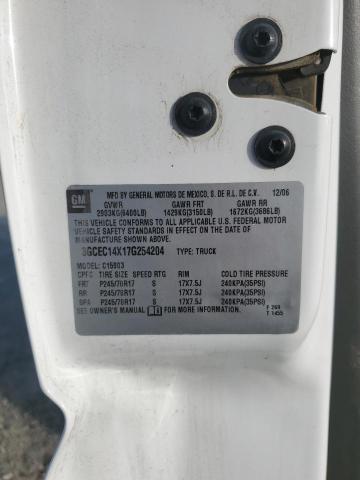 GM
MFD BY GENERAL MOTORS DE MEXICO, S. DE R.L. DE C.V. 12/06
GVWR GAWR FRT GAWR RR
2903KG(6400LB) 1429KG(3150LB) 1672KG(3686LB)
THIS VEHICLE CONFORMS TO ALL APPLICABLE U.S. FEDERAL MOTOR
VEHICLE SAFETY STANDARDS IN EFFECT ON THE DATE OF
MANUFACTURE SHOWN ABOVE.
3GCEC14X17G254204 TYPE: TRUCK
MODEL: C15903
CPC TIRE SIZE SPEED RTG RIM COLD TIRE PRESSURE
FRT P245/70R17 S 17X7.5J 240KPA(35PSI)
RR P245/70R17 S 17X7.5J 240KPA(35PSI)
SPA P245/70R17 S 17X7.5J 240KPA(35PSI)
SEE OWNER'S MANUAL FOR ADDITIONAL INFORMATION. F 269
T 1455